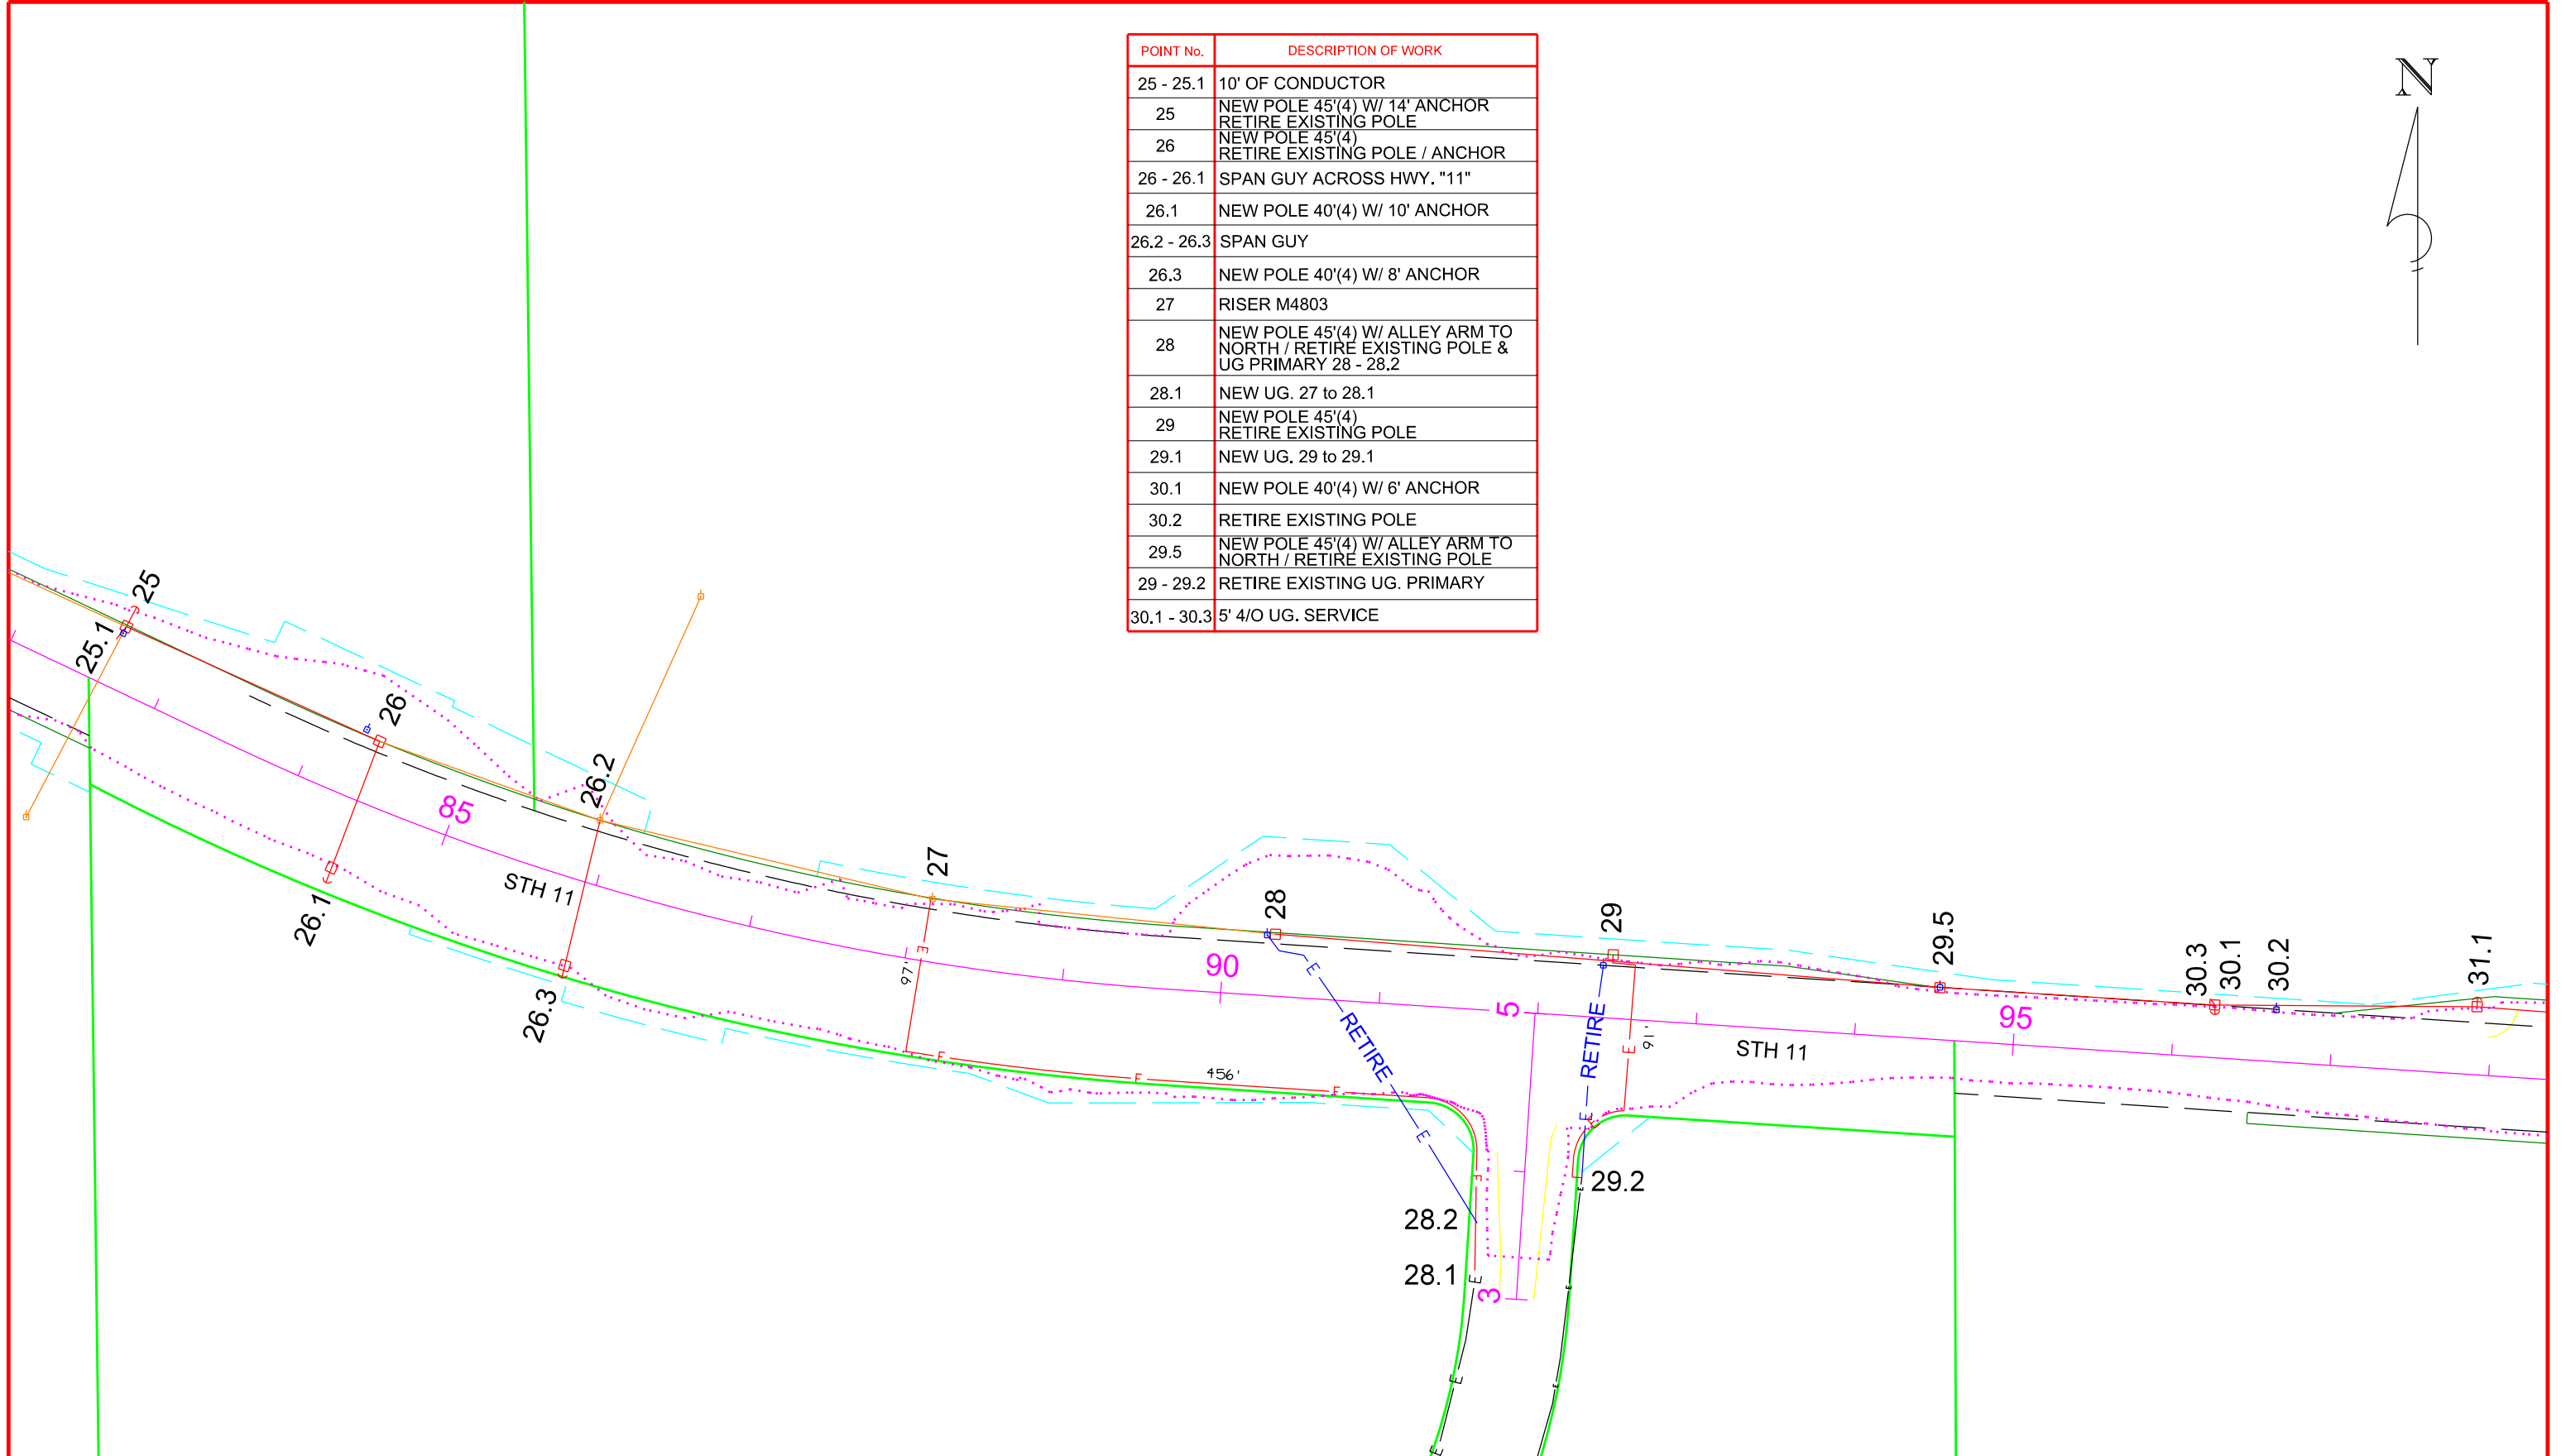 POINT No. DESCRIPTION OF WORK
25 - 25.1 10' OF CONDUCTOR
25 NEW POLE 45'(4) W/ 14' ANCHOR
RETIRE EXISTING POLE
26 NEW POLE 45'(4)
RETIRE EXISTING POLE / ANCHOR
26 - 26.1 SPAN GUY ACROSS HWY. "11"
26.1 NEW POLE 40'(4) W/ 10' ANCHOR
26.2 - 26.3 SPAN GUY
26.3 NEW POLE 40'(4) W/ 8' ANCHOR
27 RISER M4803
28 NEW POLE 45'(4) W/ ALLEY ARM TO
NORTH / RETIRE EXISTING POLE &
UG PRIMARY 28 - 28.2
28.1 NEW UG. 27 to 28.1
29 NEW POLE 45'(4)
RETIRE EXISTING POLE
29.1 NEW UG. 29 to 29.1
30.1 NEW POLE 40'(4) W/ 6' ANCHOR
30.2 RETIRE EXISTING POLE
29.5 NEW POLE 45'(4) W/ ALLEY ARM TO
NORTH / RETIRE EXISTING POLE
29 - 29.2 RETIRE EXISTING UG. PRIMARY
30.1 - 30.3 5' 4/O UG. SERVICE
N
25
25.1
26
26.2
85
STH 11
26.1
26.3
27
E
97'
28
90
E
RETIRE
E
E
456'
E
E
5
29
RETIRE
E
E
91'
E
STH 11
29.5
95
30.3
30.1
30.2
31.1
29.2
E
E
28.2
28.1
E
3
E
E
E
E